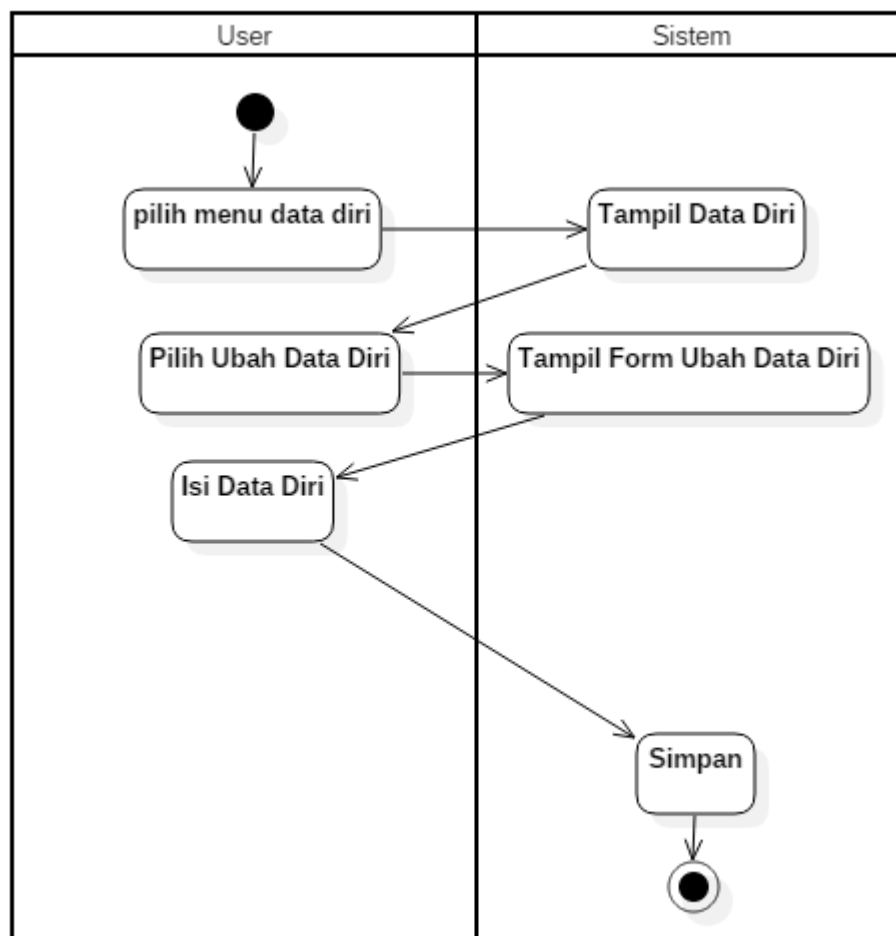 User
Sistem
pilih menu data diri
Tampil Data Diri
Pilih Ubah Data Diri
Tampil Form Ubah Data Diri
Isi Data Diri
Simpan